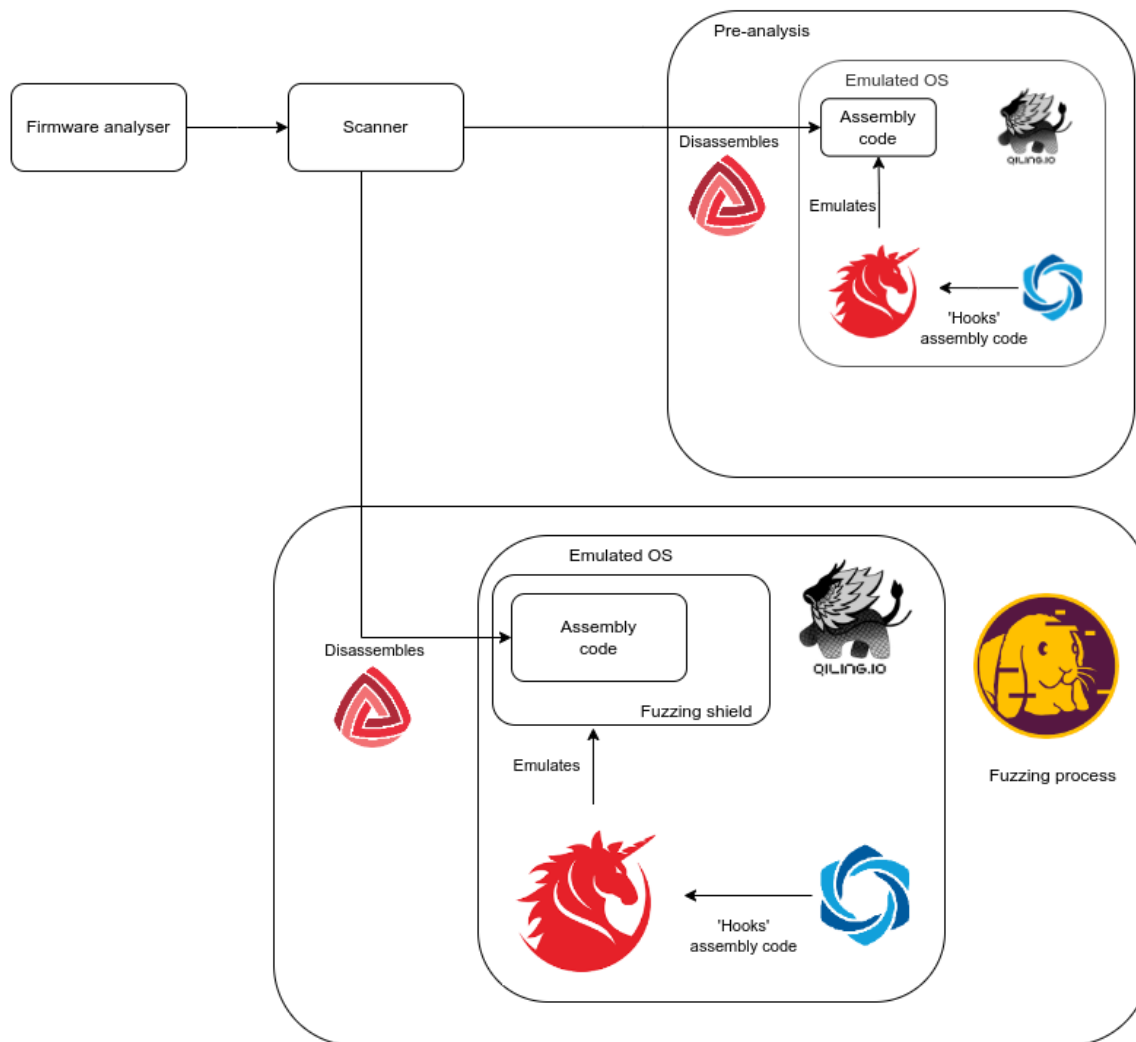 Pre-analysis
Emulated OS
Firmware analyser
Scanner
Assembly
code
QILING.IO
Disassembles
Emulates
'Hooks'
assembly code
Emulated OS
Assembly
code
QILING.IO
Disassembles
Fuzzing shield
Emulates
Fuzzing process
'Hooks'
assembly code